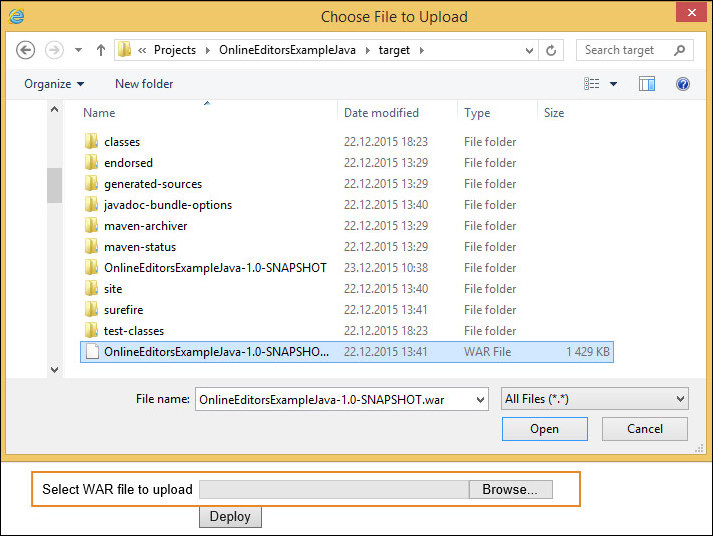 Choose File to Upload
« Projects OnlineEditorsExampleJava target Search target
Organize New folder
Name Date modified Type Size
classes 22.12.2015 18:23 File folder
endorsed 22.12.2015 13:29 File folder
generated-sources 22.12.2015 13:29 File folder
javadoc-bundle-options 22.12.2015 13:40 File folder
maven-archiver 22.12.2015 13:29 File folder
maven-status 22.12.2015 13:29 File folder
OnlineEditorsExampleJava-1.0-SNAPSHOT 23.12.2015 10:38 File folder
site 22.12.2015 13:40 File folder
surefire 22.12.2015 13:41 File folder
test-classes 22.12.2015 18:23 File folder
OnlineEditorsExampleJava-1.0-SNAPSHO... 22.12.2015 13:41 WAR File 1 429 KB
File name: OnlineEditorsExampleJava-1.0-SNAPSHOT.war All Files (*.*)
Open Cancel
Select WAR file to upload Browse...
Deploy